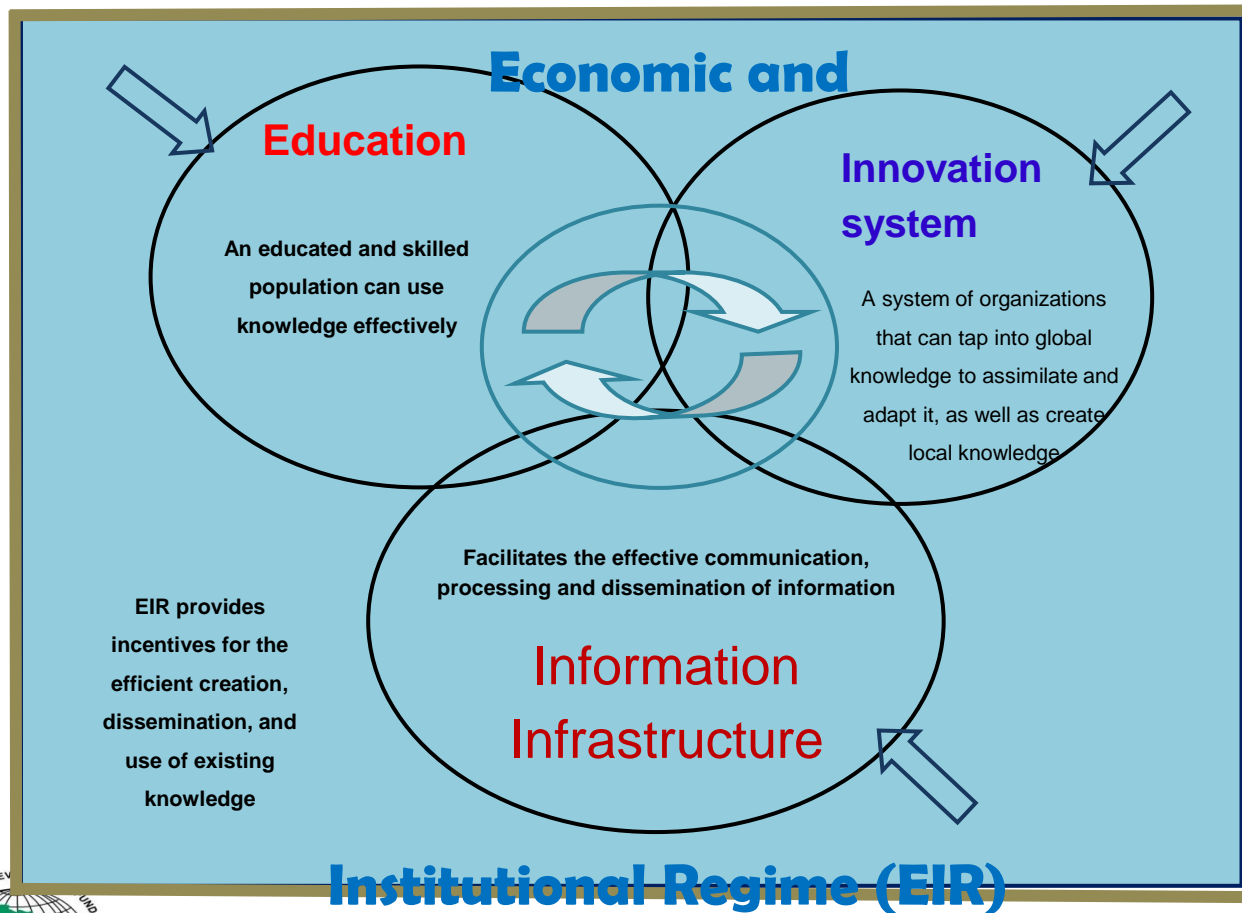 Economic and
Education
Innovation
system
An educated and skilled
population can use
knowledge effectively
A system of organizations
that can tap into global
knowledge to assimilate and
adapt it, as well as create
local knowledge
Facilitates the effective communication,
processing and dissemination of information
EIR provides
incentives for the
efficient creation,
dissemination, and
use of existing
knowledge
Information
Infrastructure
Institutional Regime (EIR)